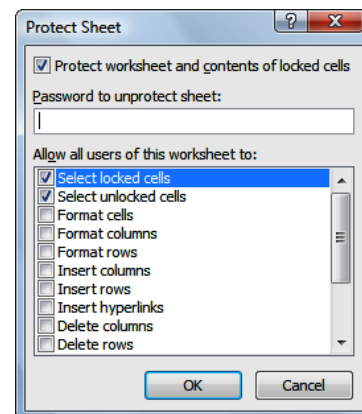 Protect Sheet
Protect worksheet and contents of locked cells
Password to unprotect sheet:
Allow all users of this worksheet to:
Select locked cells
Select unlocked cells
Format cells
Format columns
Format rows
Insert columns
Insert rows
Insert hyperlinks
Delete columns
Delete rows
OK Cancel